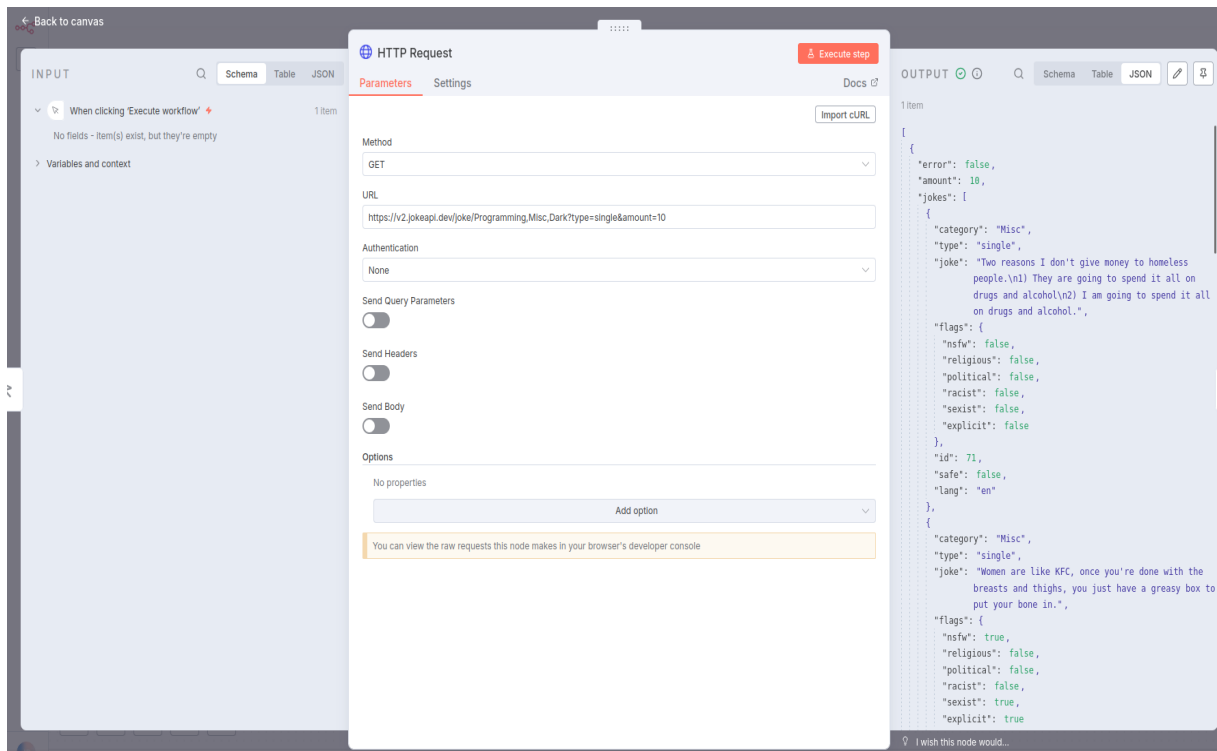 ← Back to canvas
INPUT
Schema Table JSON
When clicking 'Execute workflow'
1 item
No fields - item(s) exist, but they're empty
Variables and context
HTTP Request
Execute step
Parameters Settings
Docs
Import cURL
Method
GET
URL
https://v2.jokeapi.dev/joke/Programming,Misc,Dark?type=single&amount=10
Authentication
None
Send Query Parameters
Send Headers
Send Body
Options
No properties
Add option
You can view the raw requests this node makes in your browser's developer console
OUTPUT
Schema Table JSON
1 item
[
{
"error": false,
"amount": 10,
"jokes": [
{
"category": "Misc",
"type": "single",
"joke": "Two reasons I don't give money to homeless
people.\n1) They are going to spend it all on
drugs and alcohol\n2) I am going to spend it all
on drugs and alcohol.",
"flags": {
"nsfw": false,
"religious": false,
"political": false,
"racist": false,
"sexist": false,
"explicit": false
},
"id": 71,
"safe": false,
"lang": "en"
},
{
"category": "Misc",
"type": "single",
"joke": "Women are like KFC, once you're done with the
breasts and thighs, you just have a greasy box to
put your bone in.",
"flags": {
"nsfw": true,
"religious": false,
"political": false,
"racist": false,
"sexist": true,
"explicit": true
I wish this node would...